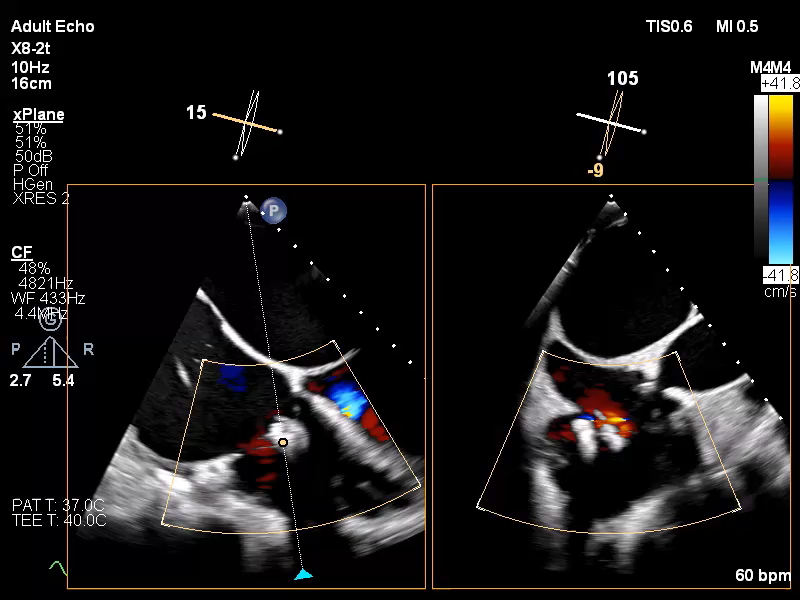 Adult Echo
TIS0.6 MI 0.5
X8-2t
10Hz
16cm
M4M4
+41.8
105
15
xPlane
51%
51%
50dB
P Off
HGen
XRES 2
-9
P
CF
48%
4821Hz
WF 433Hz
4.4MHz
-41.8
cm/s
G
P R
2.7 5.4
PAT T: 37.0C
TEE T: 40.0C
60 bpm